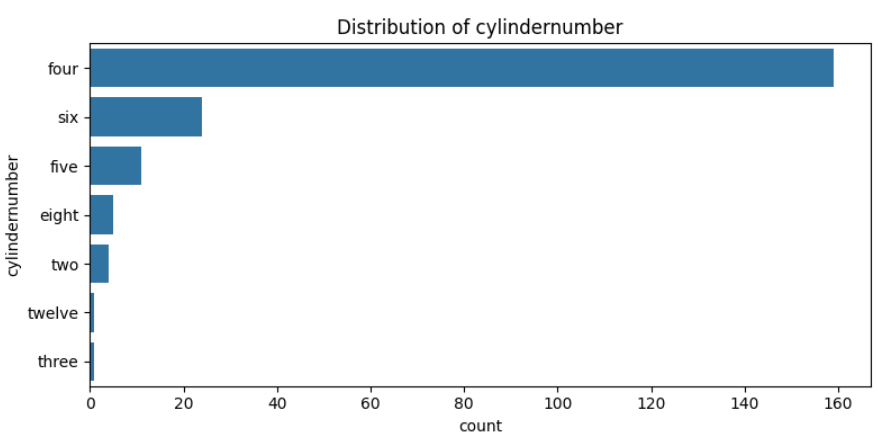 Distribution of cylindernumber
cylindernumber
four
six
five
eight
two
twelve
three
0 20 40 60 80 100 120 140 160
count